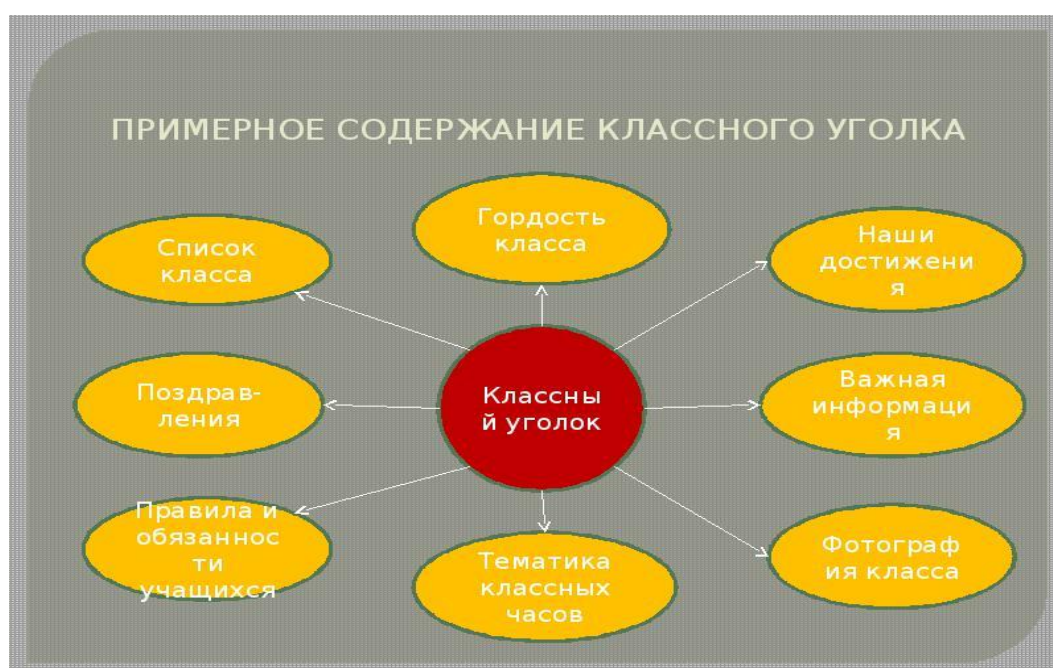 ПРИМЕРНОЕ СОДЕРЖАНИЕ КЛАССНОГО УГОЛКА
Список
класса
Гордость
класса
Наши
достижени
я
Поздрав-
ления
Классны
й уголок
Важная
информаци
я
Правила и
обязаннос
ти
учащихся
Тематика
классных
часов
Фотограф
ия класса